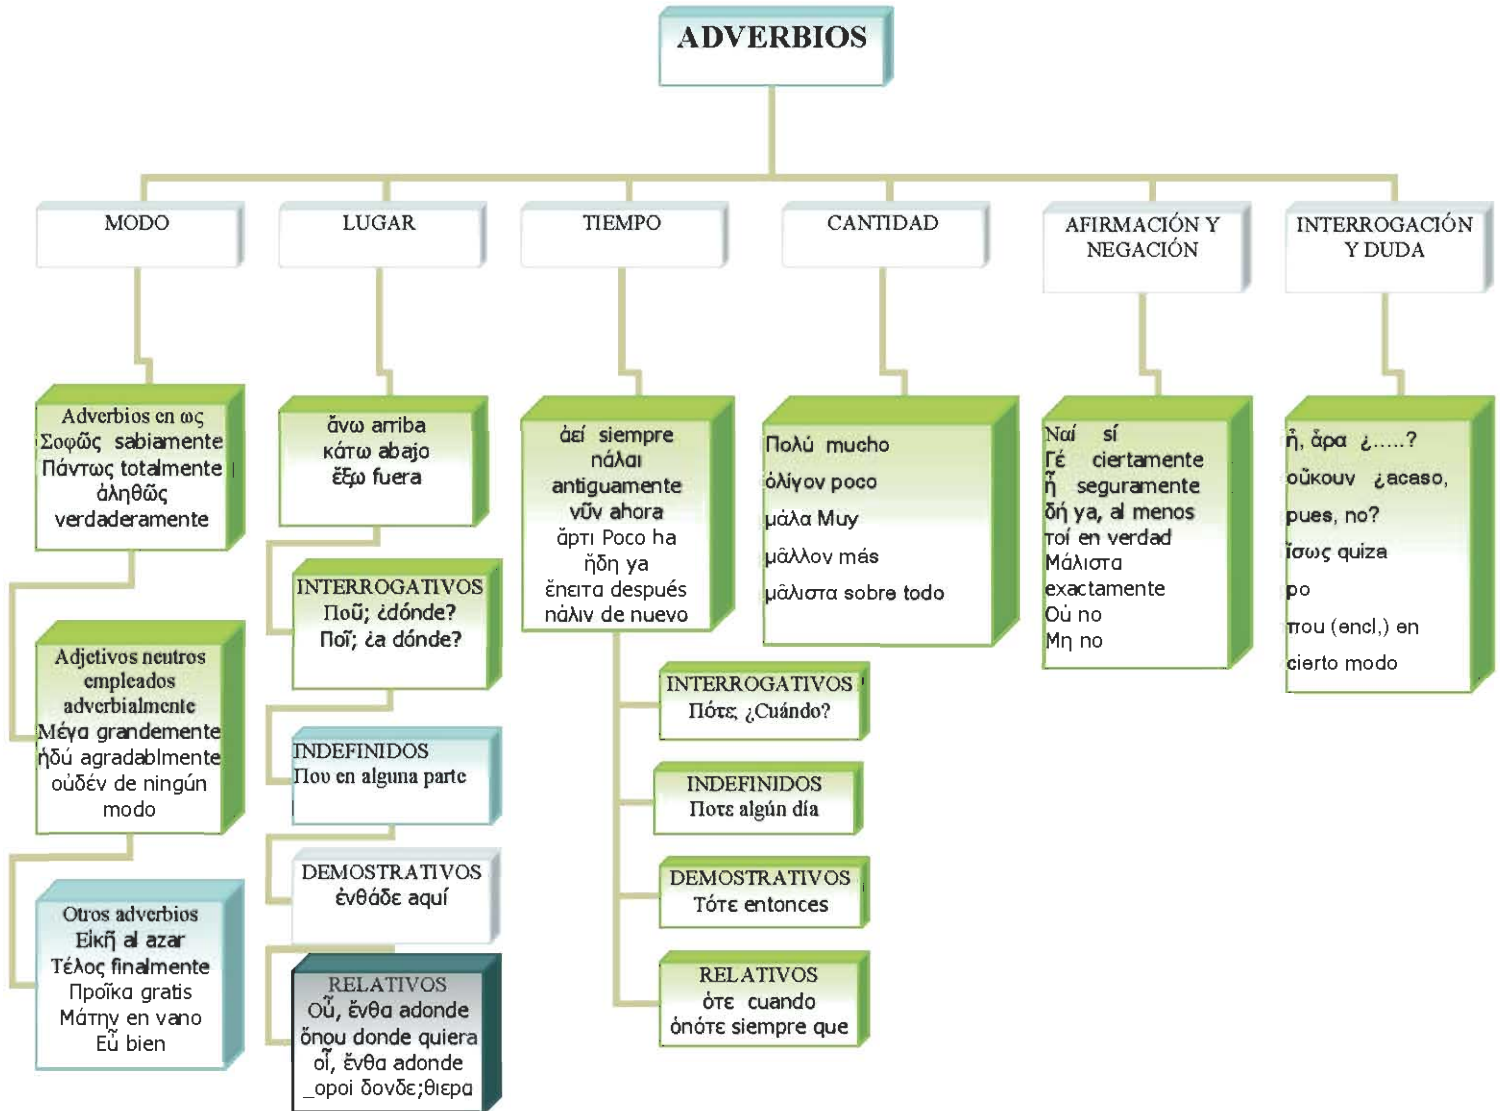 ADVERBIOS
MODO
Adverbios en ως
Σοφῶς sabiamente
Πάντως totalmente
ἀληθῶς
verdaderamente
Adjetivos neutros
empleados
adverbialmente
Μέγα grandemente
ἡδύ agradablmente
οὐδέν de ningún
modo
Otros adverbios
Εἰκῆ al azar
Τέλος finalmente
Προῖκα gratis
Μάτην en vano
Εὖ bien
LUGAR
ἄνω arriba
κάτω abajo
ἔξω fuera
INTERROGATIVOS
Ποῦ; ¿dónde?
Ποῖ; ¿a dónde?
INDEFINIDOS
Που en alguna parte
DEMOSTRATIVOS
ἐνθάδε aquí
RELATIVOS
Οὗ, ἔνθα adonde
ὅπου donde quiera
οἷ, ἔνθα adonde
_οροi δονδε;θιερα
TIEMPO
ἀεί siempre
πάλαι
antiguamente
νῦν ahora
ἄρτι Poco ha
ἤδη ya
ἔπειτα después
πάλιν de nuevo
INTERROGATIVOS
Πότε; ¿Cuándo?
INDEFINIDOS
Ποτε algún día
DEMOSTRATIVOS
Τότε entonces
RELATIVOS
ὁτε cuando
ὁπότε siempre que
CANTIDAD
Πολύ mucho
ὀλίγον poco
μάλα Muy
μᾶλλον más
μᾶλιστα sobre todo
AFIRMACIÓN Y
NEGACIÓN
Ναί sí
Γέ ciertamente
ἦ seguramente
δή ya, al menos
τοί en verdad
Μάλιστα
exactamente
Οὐ no
Μη no
INTERROGACIÓN
Y DUDA
ἦ, ἆρα ¿.....?
οὔκουν ¿acaso,
pues, no?
ἴσως quiza
po
που (encl,) en
cierto modo